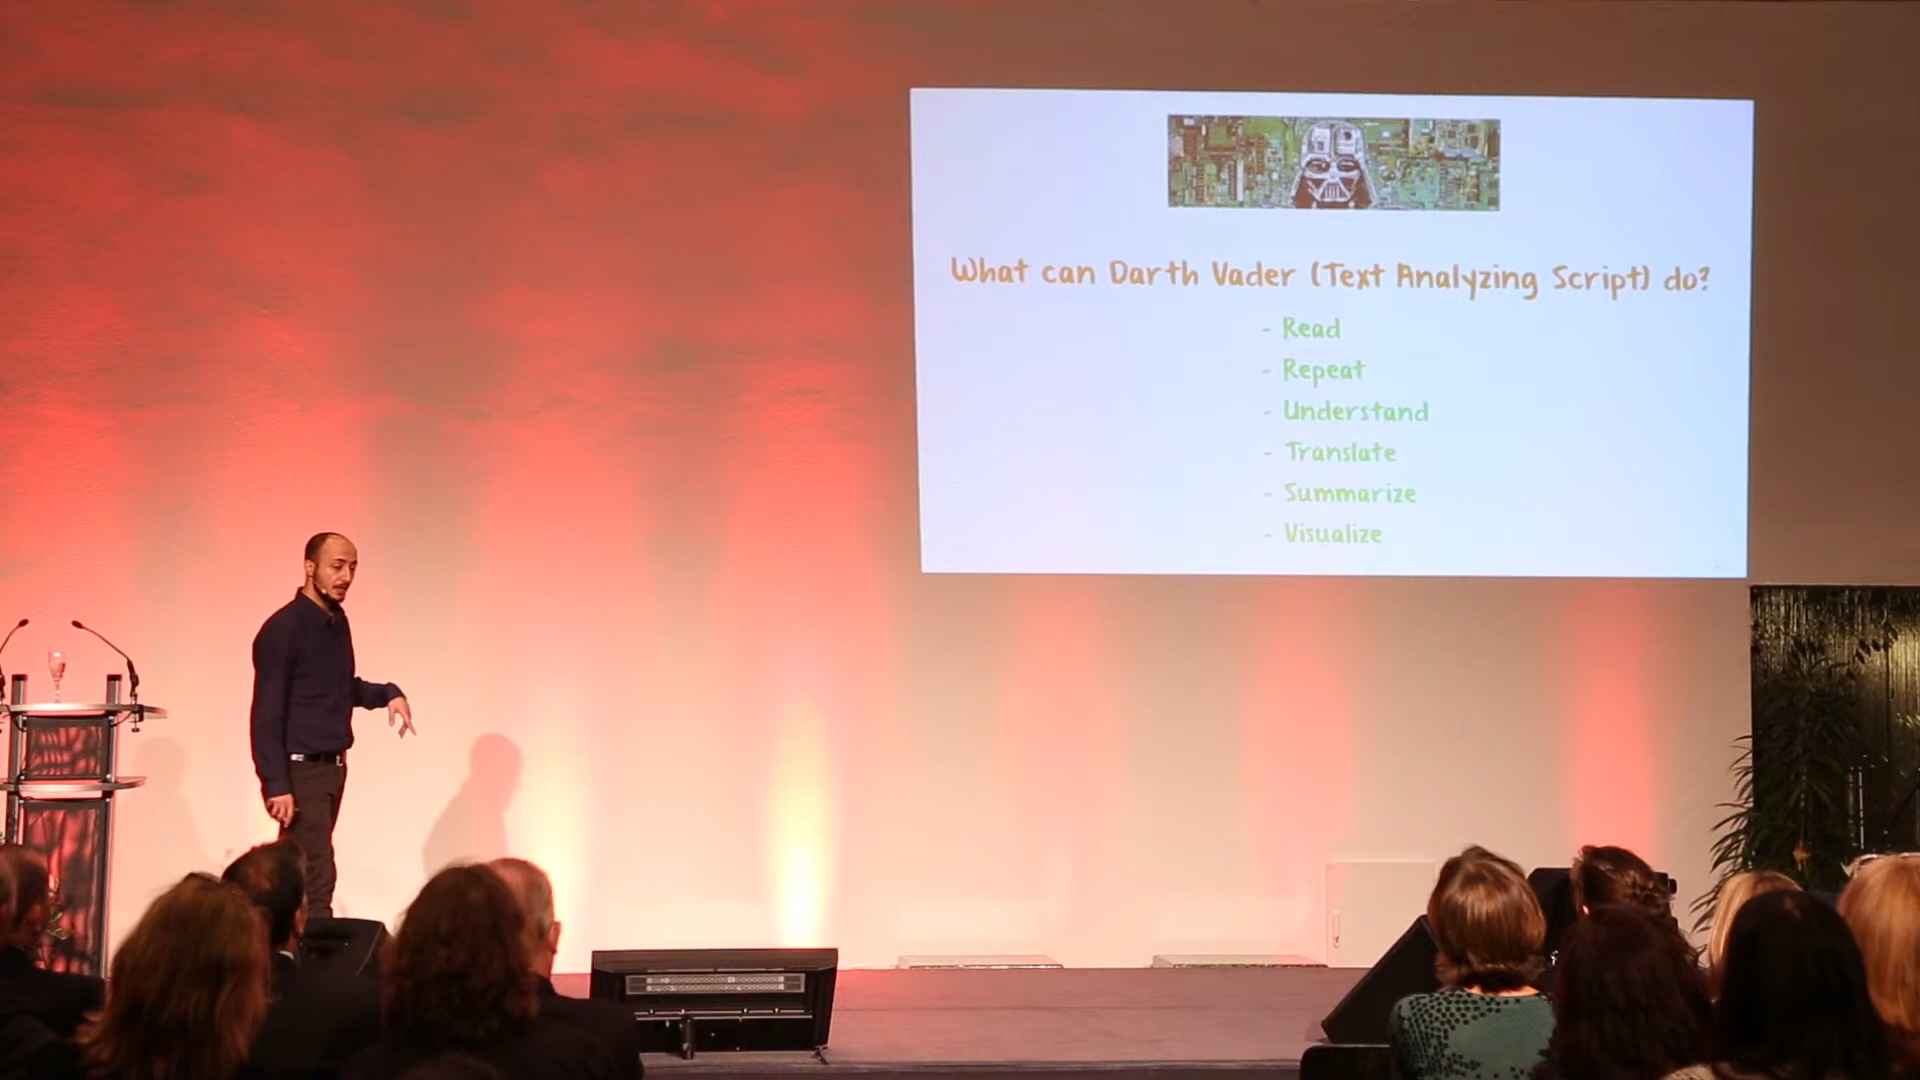 What can Darth Vader (Text Analyzing Script) do?
- Read
- Repeat
- Understand
- Translate
- Summarize
- Visualize